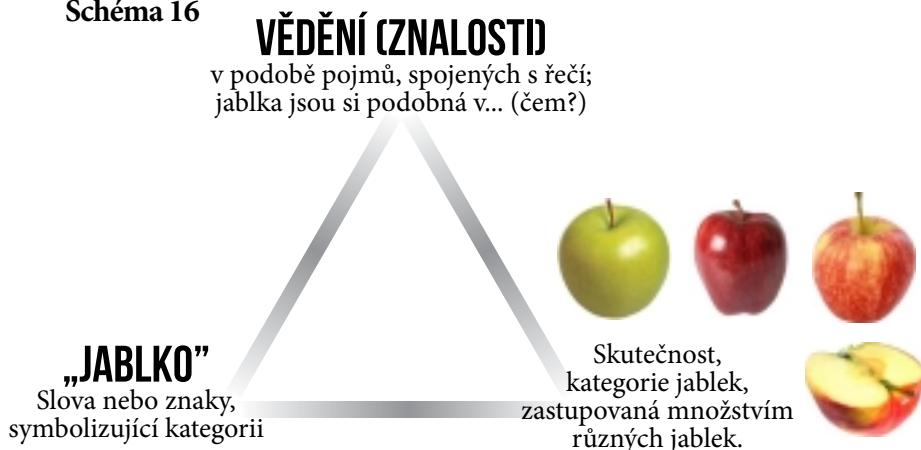 Schéma 16
VĚDĚNÍ (ZNALOSTI)
v podobě pojmů, spojených s řečí;
jablka jsou si podobná v... (čem?)
„JABLKO”
Slova nebo znaky,
symbolizující kategorii
Skutečnost,
kategorie jablek,
zastupovaná množstvím
různých jablek.